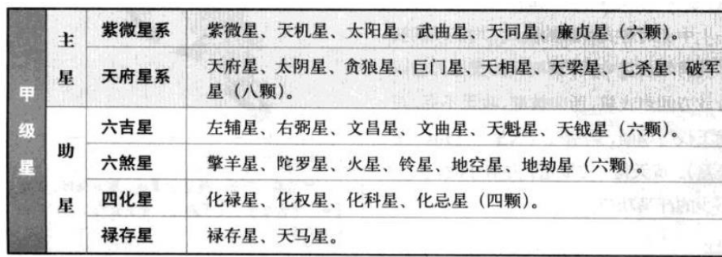 甲级星
主星
紫微星系 紫微星、天机星、太阳星、武曲星、天同星、廉贞星（六颗）。
天府星系 天府星、太阴星、贪狼星、巨门星、天相星、天梁星、七杀星、破军
星（八颗）。
助星
六吉星 左辅星、右弼星、文昌星、文曲星、天魁星、天钺星（六颗）。
六煞星 擎羊星、陀罗星、火星、铃星、地空星、地劫星（六颗）。
四化星 化禄星、化权星、化科星、化忌星（四颗）。
禄存星 禄存星、天马星。